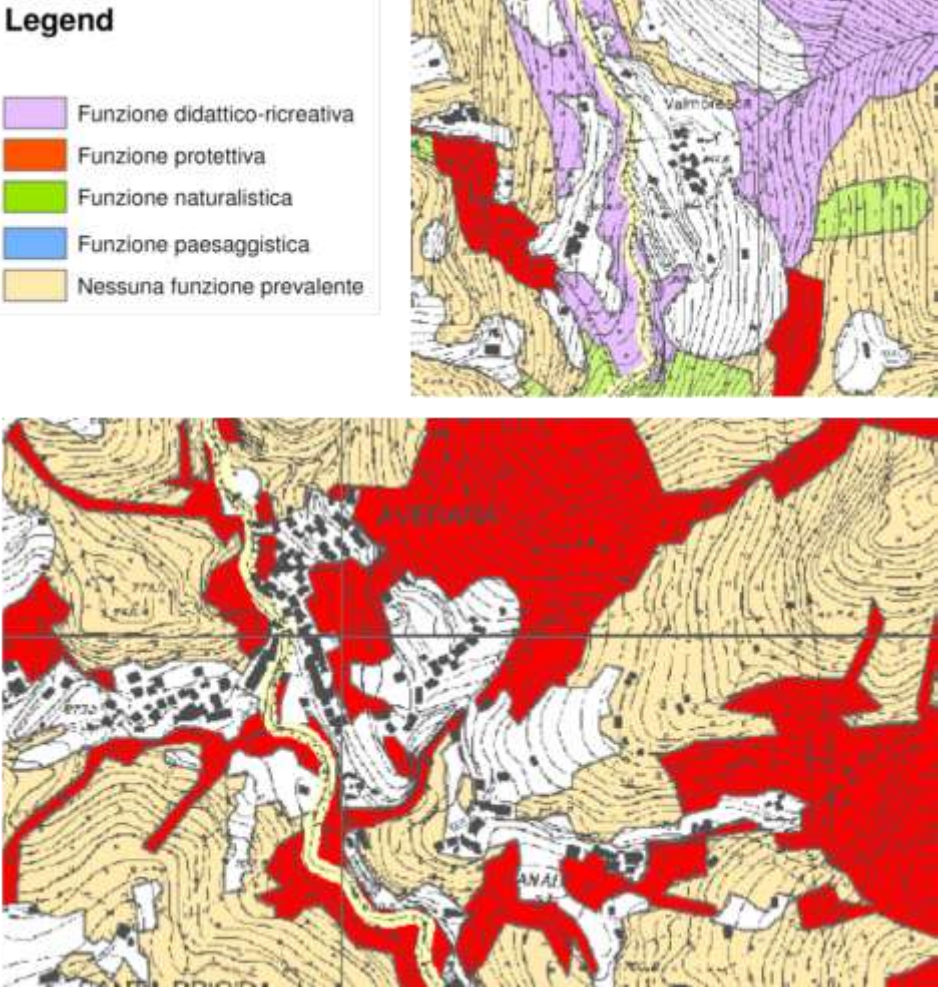 Legend
Funzione didattico-ricreativa
Funzione protettiva
Funzione naturalistica
Funzione paesaggistica
Nessuna funzione prevalente
Valmoresca
AVERARA